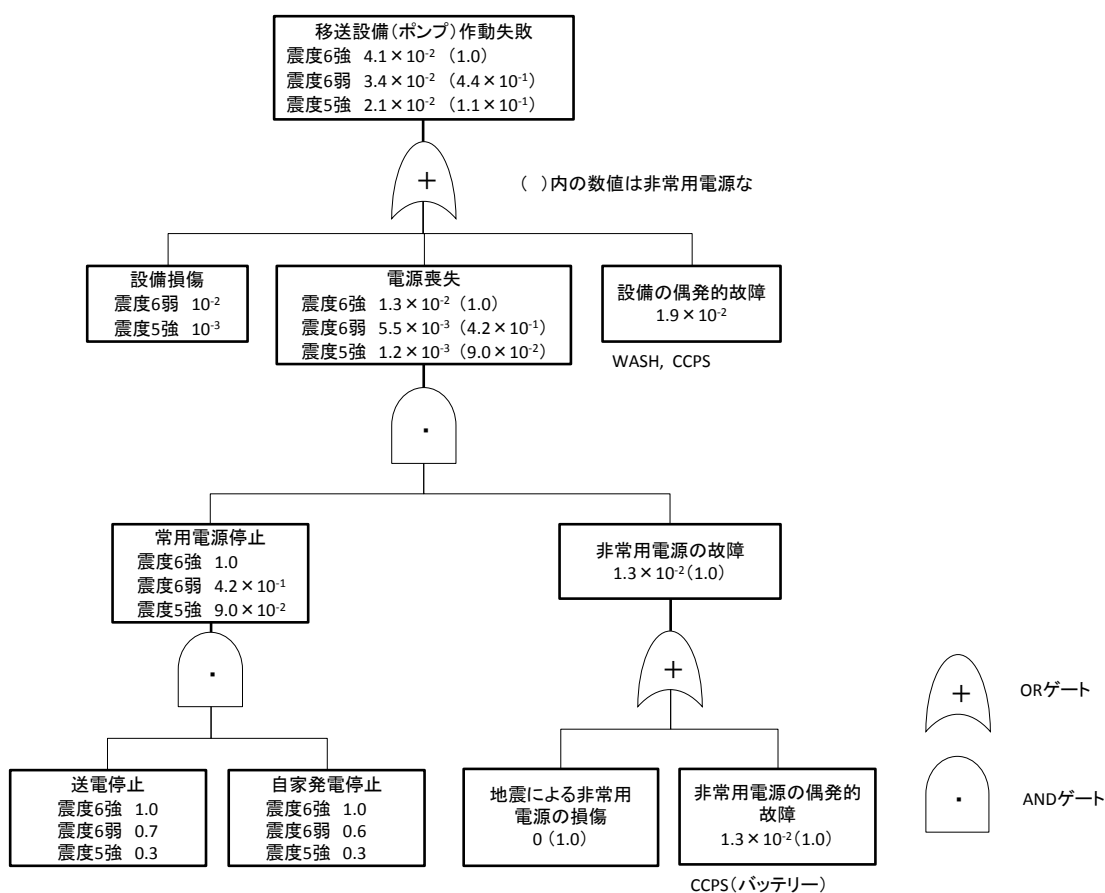 移送設備(ポンプ)作動失敗
震度6強 4.1×10⁻² (1.0)
震度6弱 3.4×10⁻² (4.4×10⁻¹)
震度5強 2.1×10⁻² (1.1×10⁻¹)
+
( )内の数値は非常用電源な
設備損傷
震度6弱 10⁻²
震度5強 10⁻³
電源喪失
震度6強 1.3×10⁻² (1.0)
震度6弱 5.5×10⁻³ (4.2×10⁻¹)
震度5強 1.2×10⁻³ (9.0×10⁻²)
設備の偶発的故障
1.9×10⁻²
WASH, CCPS
・
常用電源停止
震度6強 1.0
震度6弱 4.2×10⁻¹
震度5強 9.0×10⁻²
非常用電源の故障
1.3×10⁻²(1.0)
・
+
送電停止
震度6強 1.0
震度6弱 0.7
震度5強 0.3
自家発電停止
震度6強 1.0
震度6弱 0.6
震度5強 0.3
地震による非常用
電源の損傷
0 (1.0)
非常用電源の偶発的
故障
1.3×10⁻²(1.0)
CCPS(バッテリー)
+
ORゲート
・
ANDゲート